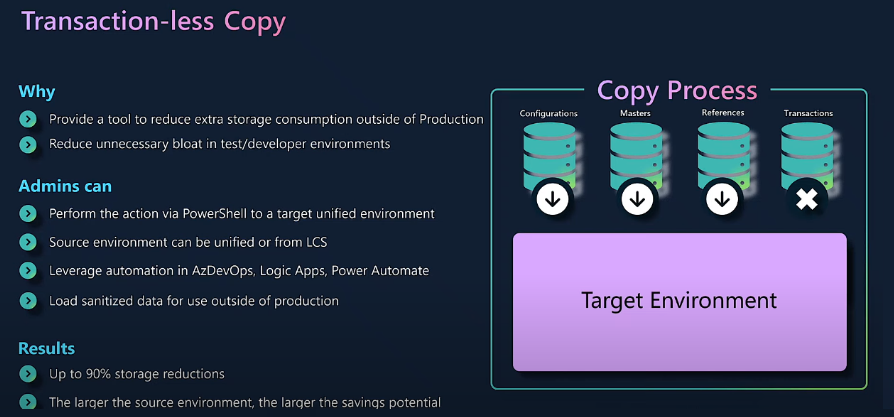 Transaction-less Copy
Why
Provide a tool to reduce extra storage consumption outside of Production
Reduce unnecessary bloat in test/developer environments
Admins can
Perform the action via PowerShell to a target unified environment
Source environment can be unified or from LCS
Leverage automation in AzDevOps, Logic Apps, Power Automate
Load sanitized data for use outside of production
Results
Up to 90% storage reductions
The larger the source environment, the larger the savings potential
Copy Process
Configurations
Masters
References
Transactions
Target Environment